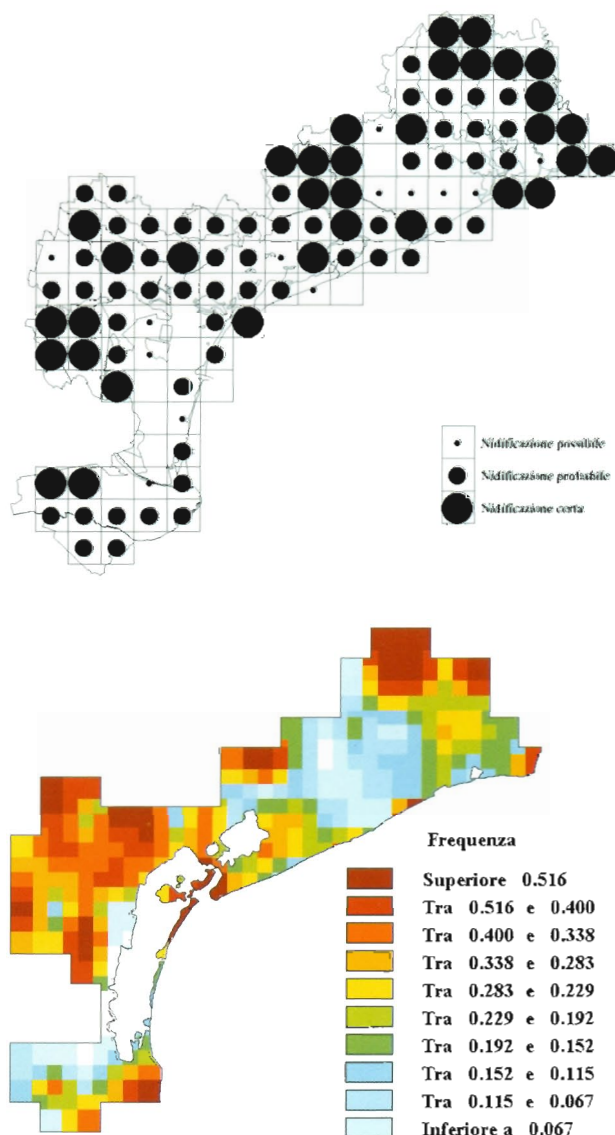 Nidificazione possibile
Nidificazione probabile
Nidificazione certa
Frequenza
Superiore 0.516
Tra 0.516 e 0.400
Tra 0.400 e 0.338
Tra 0.338 e 0.283
Tra 0.283 e 0.229
Tra 0.229 e 0.192
Tra 0.192 e 0.152
Tra 0.152 e 0.115
Tra 0.115 e 0.067
Inferiore a 0.067